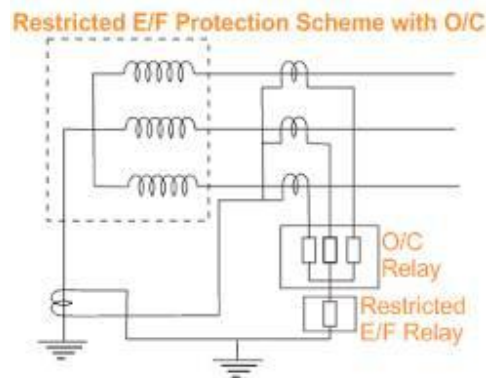 Restricted E/F Protection Scheme with O/C
O/C
Relay
Restricted
E/F Relay